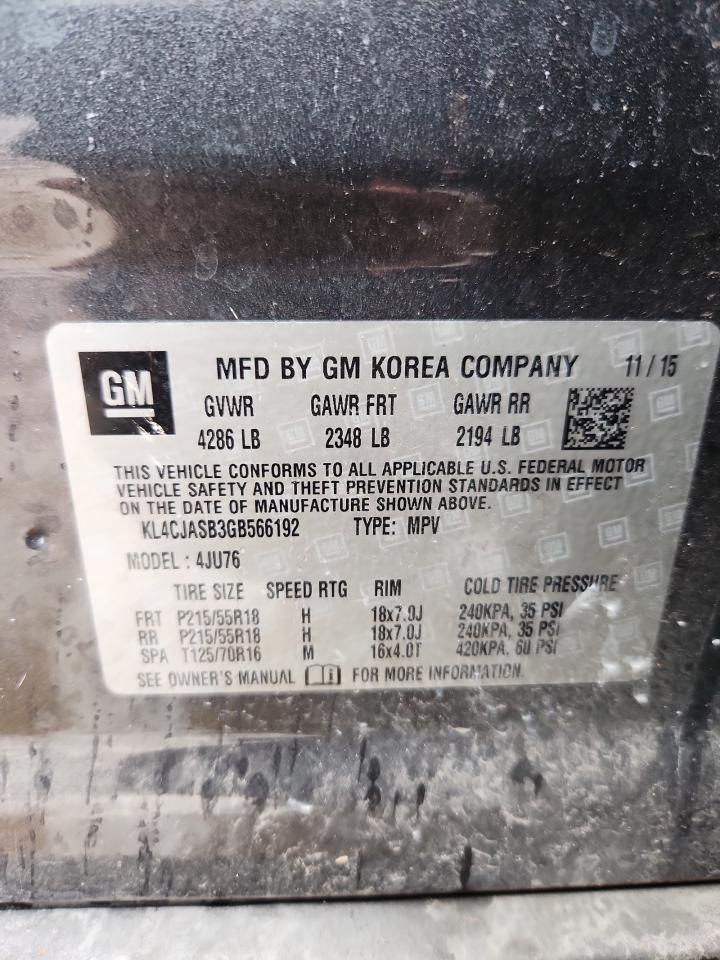 GM
MFD BY GM KOREA COMPANY 11/15
GVWR GAWR FRT GAWR RR
4286 LB 2348 LB 2194 LB
THIS VEHICLE CONFORMS TO ALL APPLICABLE U.S. FEDERAL MOTOR
VEHICLE SAFETY AND THEFT PREVENTION STANDARDS IN EFFECT
ON THE DATE OF MANUFACTURE SHOWN ABOVE.
KL4CJASB3GB566192 TYPE: MPV
MODEL : 4JU76
TIRE SIZE SPEED RTG RIM COLD TIRE PRESSURE
FRT P215/55R18 H 18x7.0J 240KPA, 35 PSI
RR P215/55R18 H 18x7.0J 240KPA, 35 PSI
SPA T125/70R16 M 16x4.0T 420KPA, 60 PSI
SEE OWNER'S MANUAL FOR MORE INFORMATION.